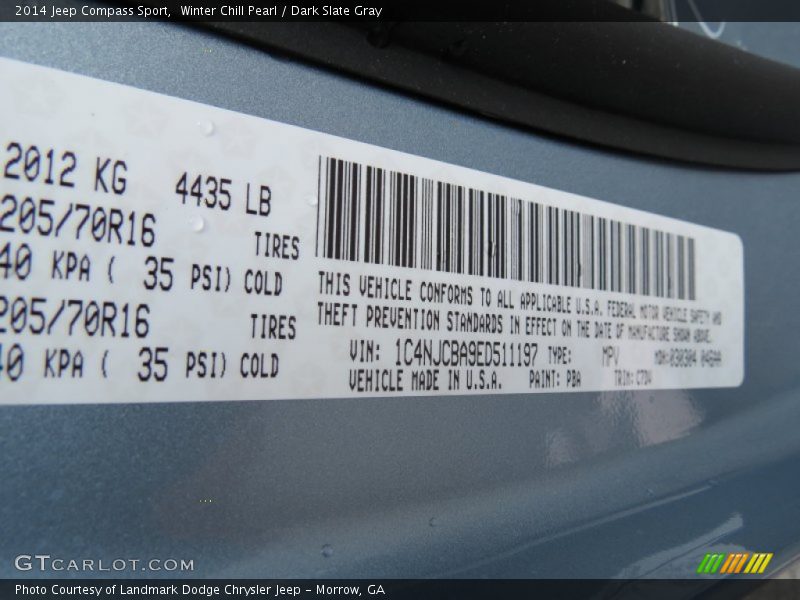 2014 Jeep Compass Sport, Winter Chill Pearl / Dark Slate Gray
2012 KG 4435 LB
205/70R16 TIRES
40 KPA ( 35 PSI) COLD
205/70R16 TIRES
40 KPA ( 35 PSI) COLD
THIS VEHICLE CONFORMS TO ALL APPLICABLE U.S.A. FEDERAL MOTOR VEHICLE SAFETY AND
THEFT PREVENTION STANDARDS IN EFFECT ON THE DATE OF MANUFACTURE SHOWN ABOVE.
VIN: 1C4NJCBA9ED511197 TYPE: MPV MDH:
VEHICLE MADE IN U.S.A. PAINT: PBA TRIM:
GTCARLOT.COM
Photo Courtesy of Landmark Dodge Chrysler Jeep - Morrow, GA